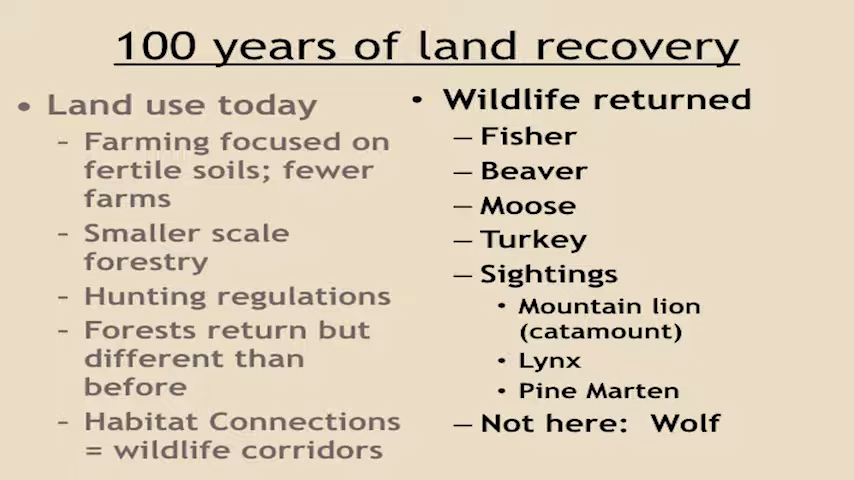 100 years of land recovery
• Land use today
- Farming focused on
fertile soils; fewer
farms
- Smaller scale
forestry
- Hunting regulations
- Forests return but
different than
before
- Habitat Connections
= wildlife corridors
• Wildlife returned
– Fisher
– Beaver
– Moose
– Turkey
– Sightings
• Mountain lion
(catamount)
• Lynx
• Pine Marten
– Not here: Wolf